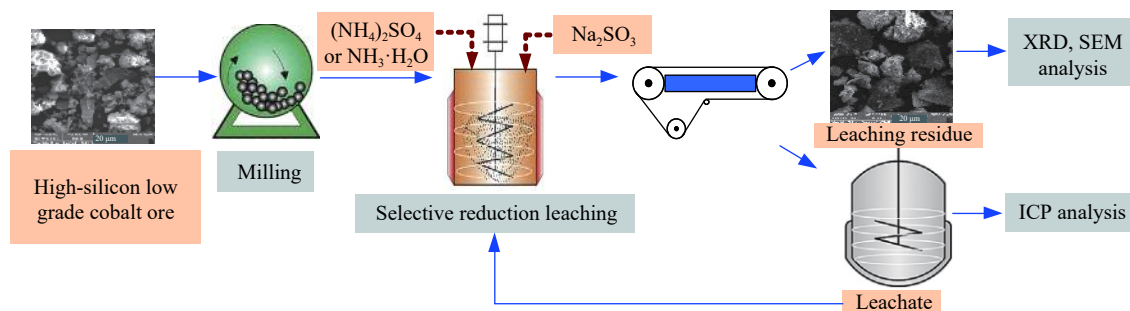 (NH₄)₂SO₄
or NH₃·H₂O
Na₂SO₃
XRD, SEM
analysis
20 μm
20 μm
Leaching residue
High-silicon low
grade cobalt ore
Milling
Selective reduction leaching
ICP analysis
Leachate